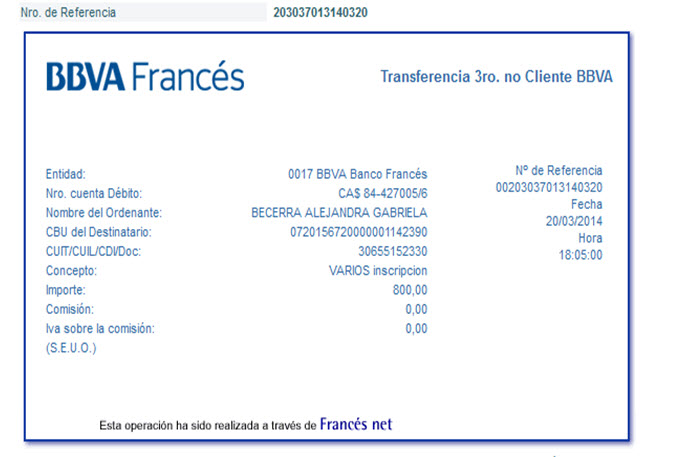 Nro. de Referencia 203037013140320
BBVA Francés
Transferencia 3ro. no Cliente BBVA
Entidad: 0017 BBVA Banco Francés
Nro. cuenta Débito: CA$ 84-427005/6
Nombre del Ordenante: BECERRA ALEJANDRA GABRIELA
CBU del Destinatario: 0720156720000001142390
CUIT/CUIL/CDI/Doc: 30655152330
Concepto: VARIOS inscripcion
Importe: 800,00
Comisión: 0,00
Iva sobre la comisión: 0,00
(S.E.U.O.)
Nº de Referencia
00203037013140320
Fecha
20/03/2014
Hora
18:05:00
Esta operación ha sido realizada a través de Francés net